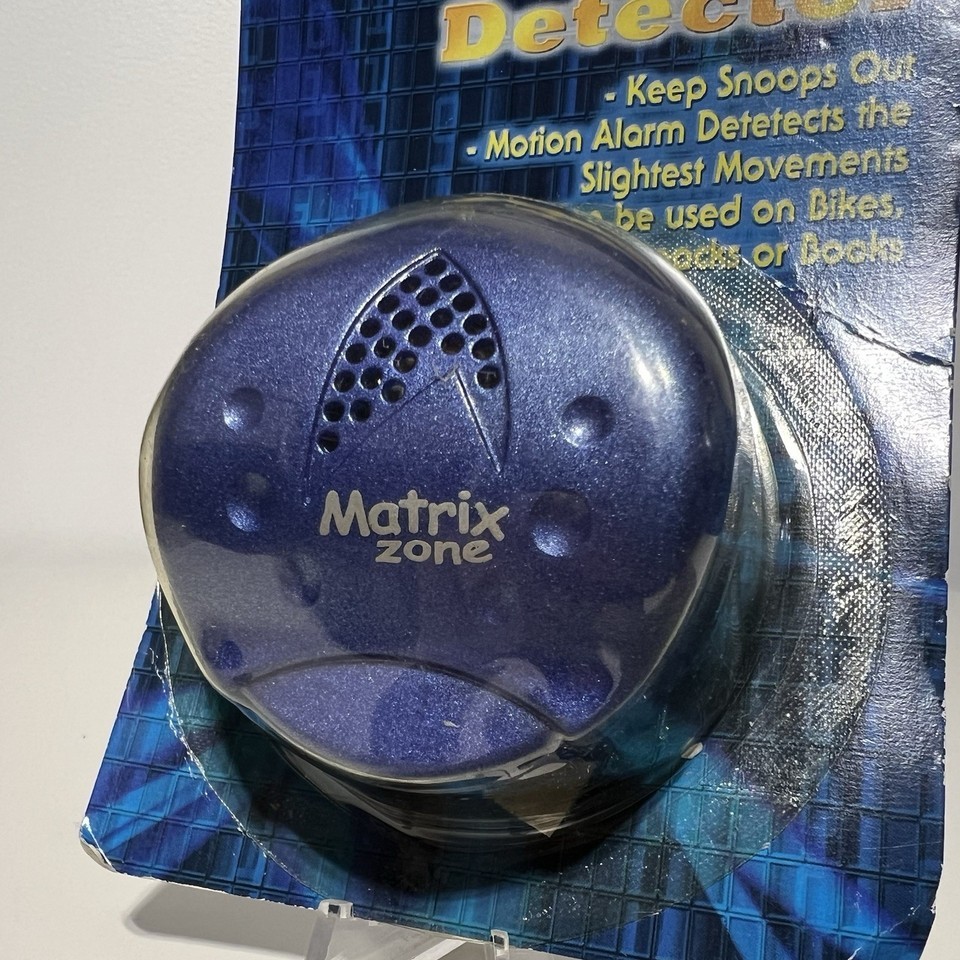 Detector
- Keep Snoops Out
- Motion Alarm Detetects the
Slightest Movements
be used on Bikes,
or Books
Matrix
zone